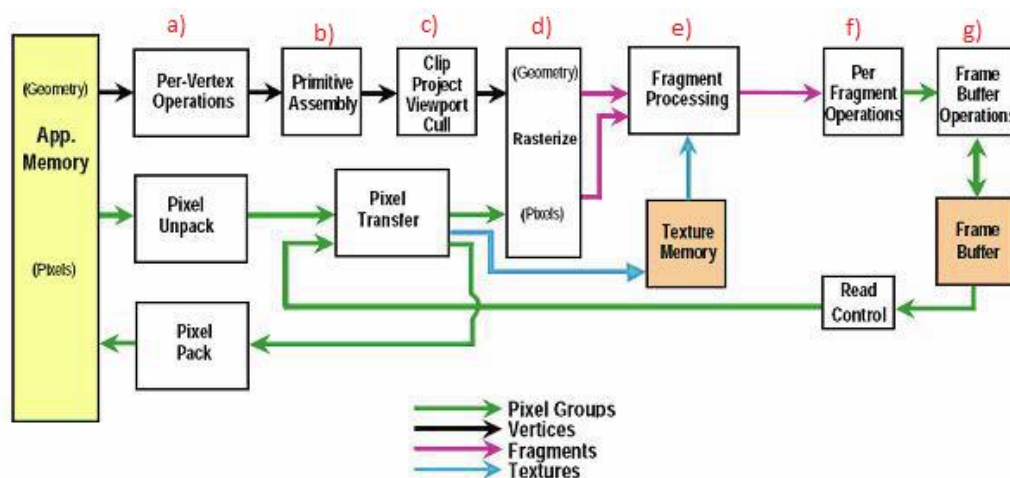 a)
b)
c)
d)
e)
f)
g)
(Geometry)
App.
Memory
(Pixels)
Per-Vertex
Operations
Primitive
Assembly
Clip
Project
Viewport
Cull
(Geometry)
Rasterize
(Pixels)
Fragment
Processing
Per
Fragment
Operations
Frame
Buffer
Operations
Pixel
Unpack
Pixel
Transfer
Texture
Memory
Frame
Buffer
Read
Control
Pixel
Pack
Pixel Groups
Vertices
Fragments
Textures